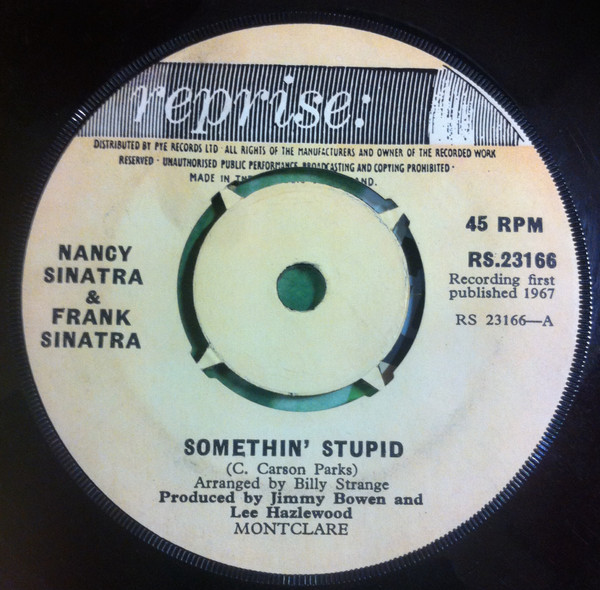 reprise:
DISTRIBUTED BY PYE RECORDS LTD · ALL RIGHTS OF THE MANUFACTURERS AND OWNER OF THE RECORDED WORK
RESERVED · UNAUTHORISED PUBLIC PERFORMANCE, BROADCASTING AND COPYING PROHIBITED ·
MADE IN
NANCY
SINATRA
&
FRANK
SINATRA
45 RPM
RS.23166
Recording first
published 1967
RS 23166—A
SOMETHIN' STUPID
(C. Carson Parks)
Arranged by Billy Strange
Produced by Jimmy Bowen and
Lee Hazlewood
MONTCLARE